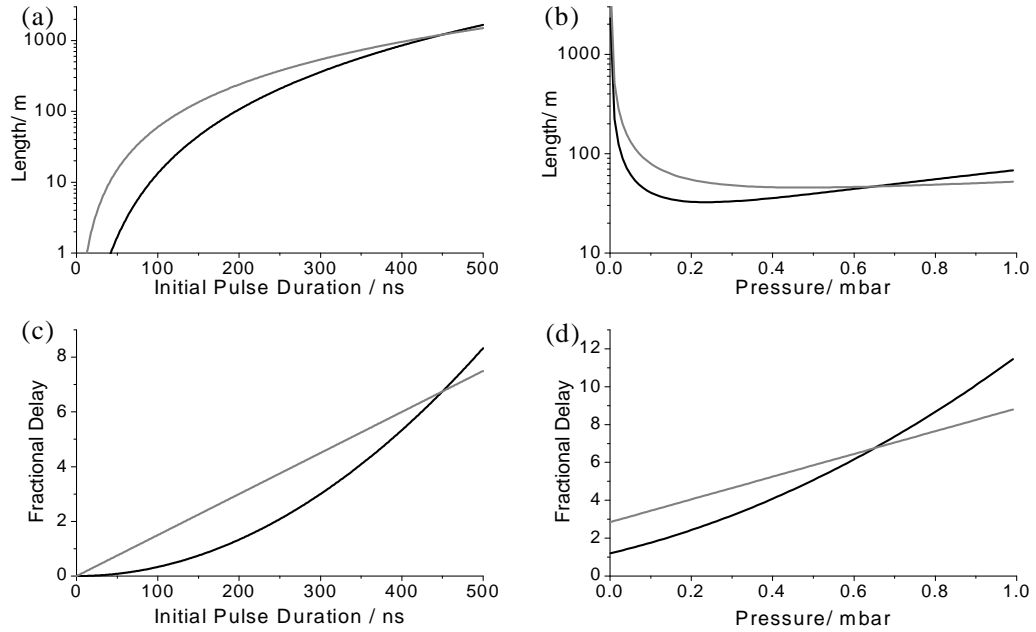 (a)
1000
100
10
1
Length/ m
0 100 200 300 400 500
Initial Pulse Duration / ns
(b)
1000
100
10
Length/ m
0.0 0.2 0.4 0.6 0.8 1.0
Pressure/ mbar
(c)
8
6
4
2
0
Fractional Delay
0 100 200 300 400 500
Initial Pulse Duration / ns
(d)
12
10
8
6
4
2
0
Fractional Delay
0.0 0.2 0.4 0.6 0.8 1.0
Pressure/ mbar